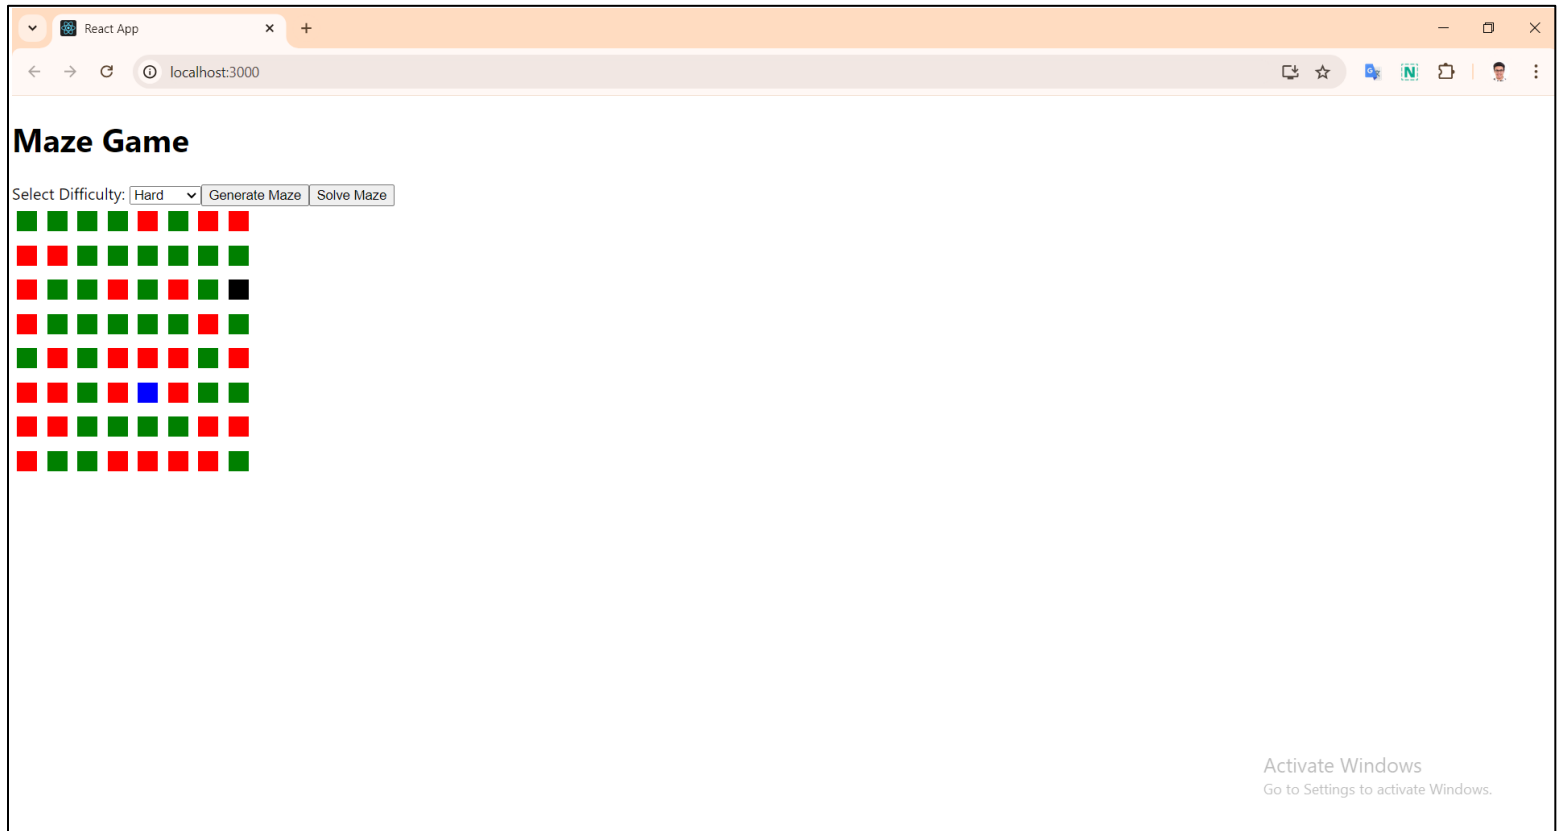 React App
localhost:3000
Maze Game
Select Difficulty: Hard Generate Maze Solve Maze
Activate Windows
Go to Settings to activate Windows.